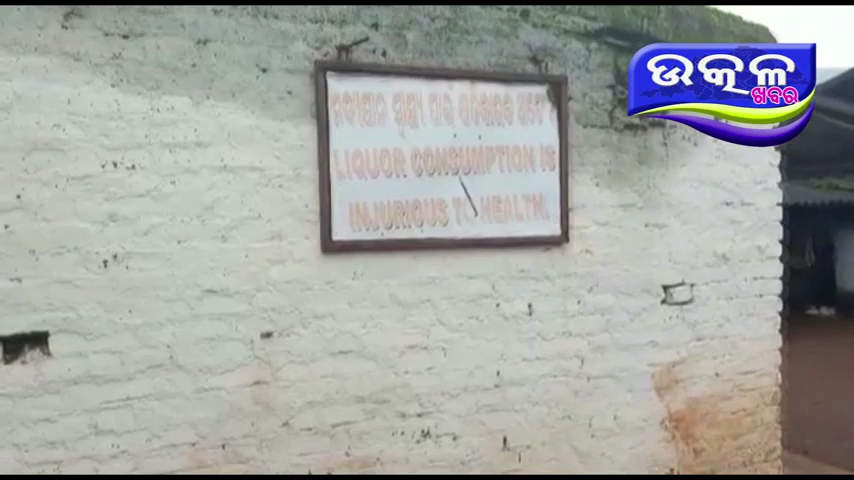 ଉତ୍କଳ
ଖବର
LIQUOR CONSUMPTION IS
INJURIOUS TO HEALTH.